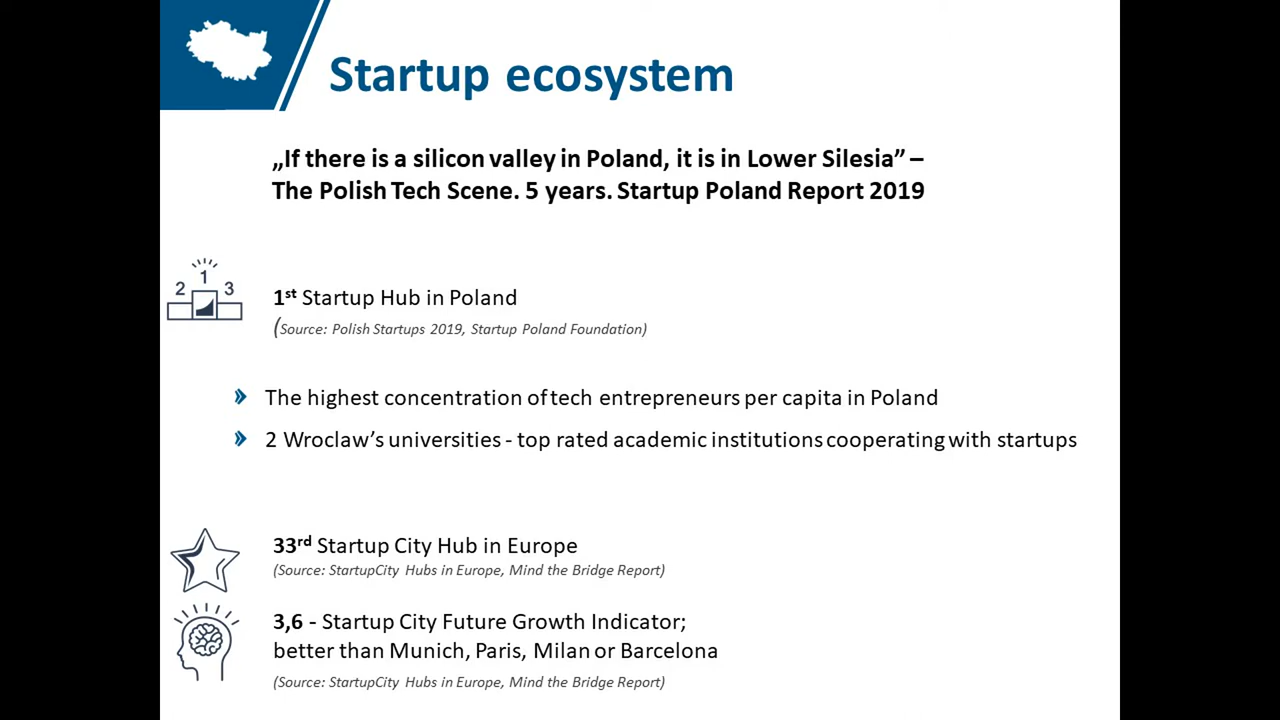 Startup ecosystem
„If there is a silicon valley in Poland, it is in Lower Silesia” –
The Polish Tech Scene. 5 years. Startup Poland Report 2019
2 1 3
1st Startup Hub in Poland
(Source: Polish Startups 2019, Startup Poland Foundation)
The highest concentration of tech entrepreneurs per capita in Poland
2 Wroclaw’s universities - top rated academic institutions cooperating with startups
33rd Startup City Hub in Europe
(Source: StartupCity Hubs in Europe, Mind the Bridge Report)
3,6 - Startup City Future Growth Indicator;
better than Munich, Paris, Milan or Barcelona
(Source: StartupCity Hubs in Europe, Mind the Bridge Report)